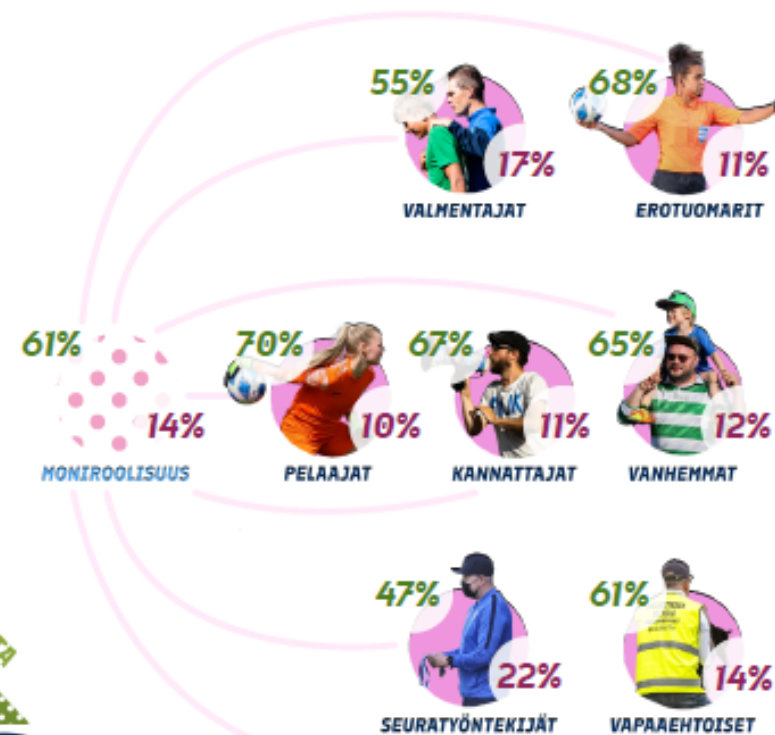 55%
68%
17%
11%
VALMENTAJAT
EROTUOMARIT
61%
70%
67%
65%
14%
10%
11%
12%
MONIROOLISUUS
PELAAJAT
KANNATTAJAT
VANHEMMAT
47%
61%
22%
14%
SEURATYÖNTEKIJÄT
VAPAAEHTOISET